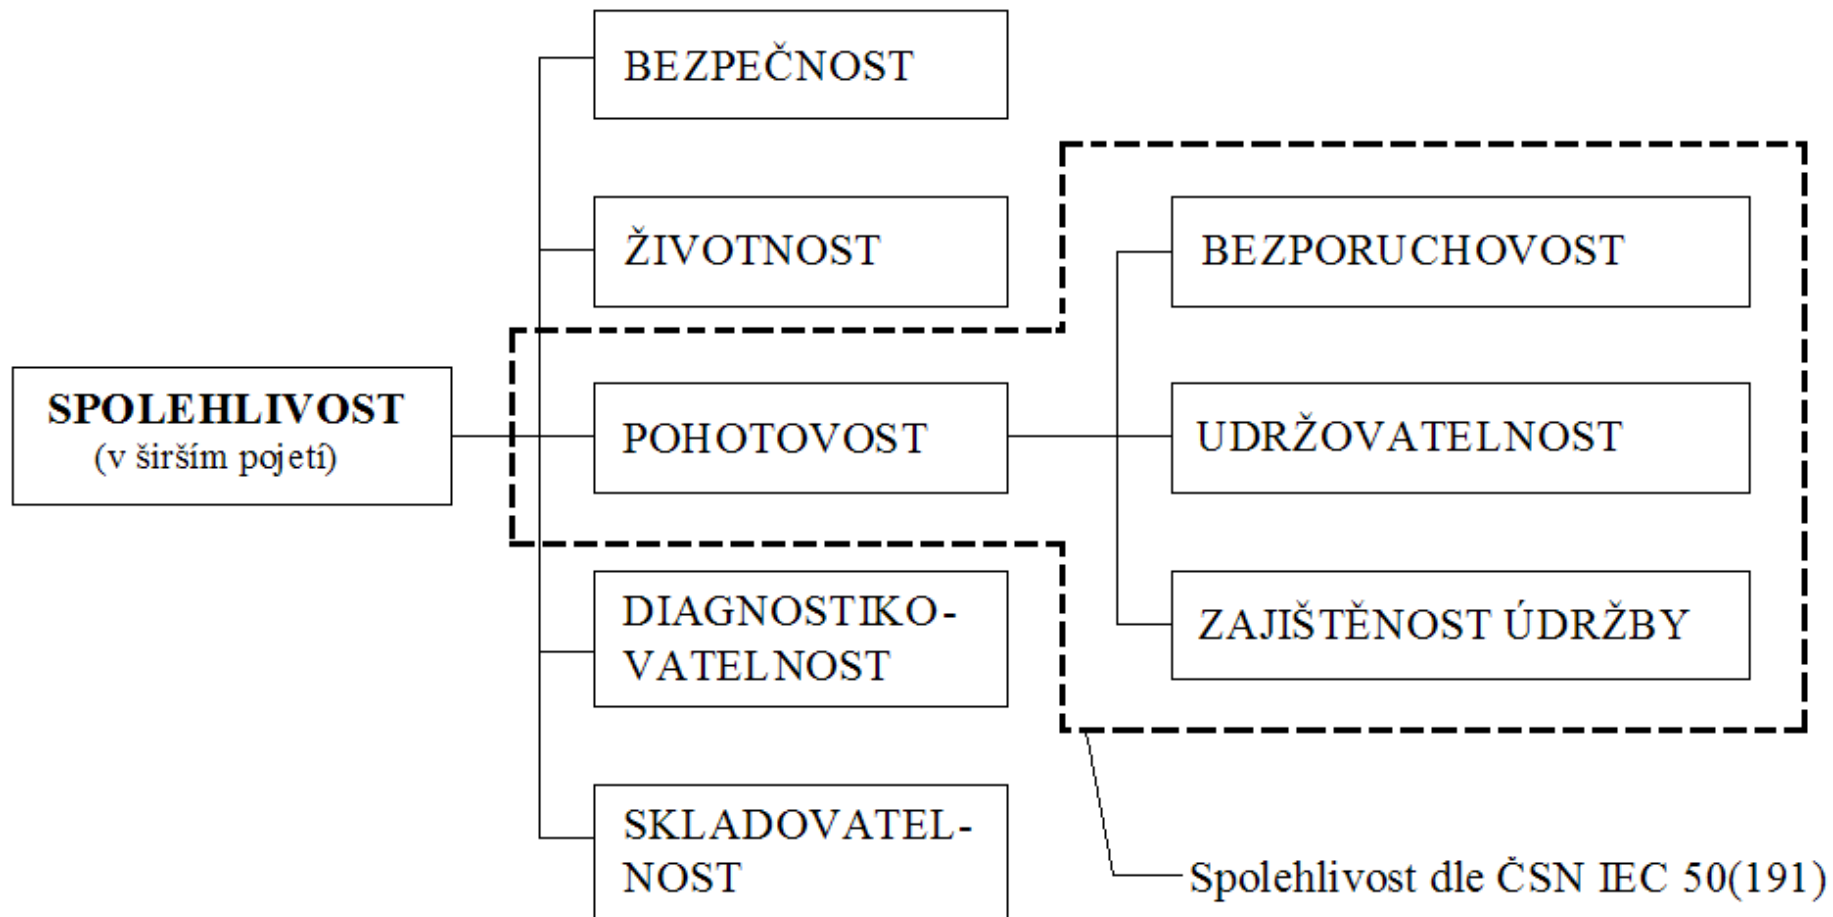 BEZPEČNOST
ŽIVOTNOST
BEZPORUCHOVOST
SPOLEHLIVOST
(v širším pojetí)
POHOTOVOST
UDRŽOVATELNOST
DIAGNOSTIKO-
VATELNOST
ZAJIŠTĚNOST ÚDRŽBY
SKLADOVATEL-
NOST
Spolehlivost dle ČSN IEC 50(191)